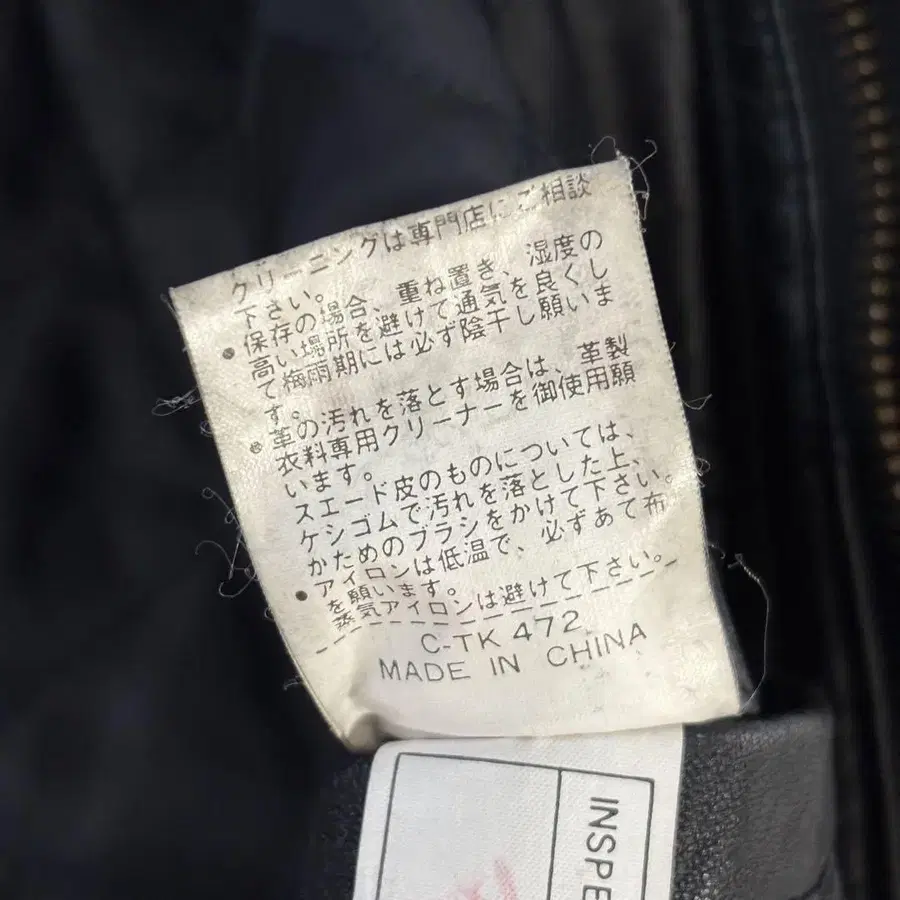 クリーニングは専門店にご相談
下さい。
●保存の場合、重ね置き、湿度の
高い場所を避けて通気を良くし
て梅雨期には必ず陰干し願いま
す。
●革の汚れを落とす場合は、革製
衣料専用クリーナーを御使用願
います。
スエード皮のものについては、
ケシゴムで汚れを落とした上、
かためのブラシをかけて下さい。
●アイロンは低温で、必ずあて布
を願います。
蒸気アイロンは避けて下さい。
C-TK 472
MADE IN CHINA
INSPE